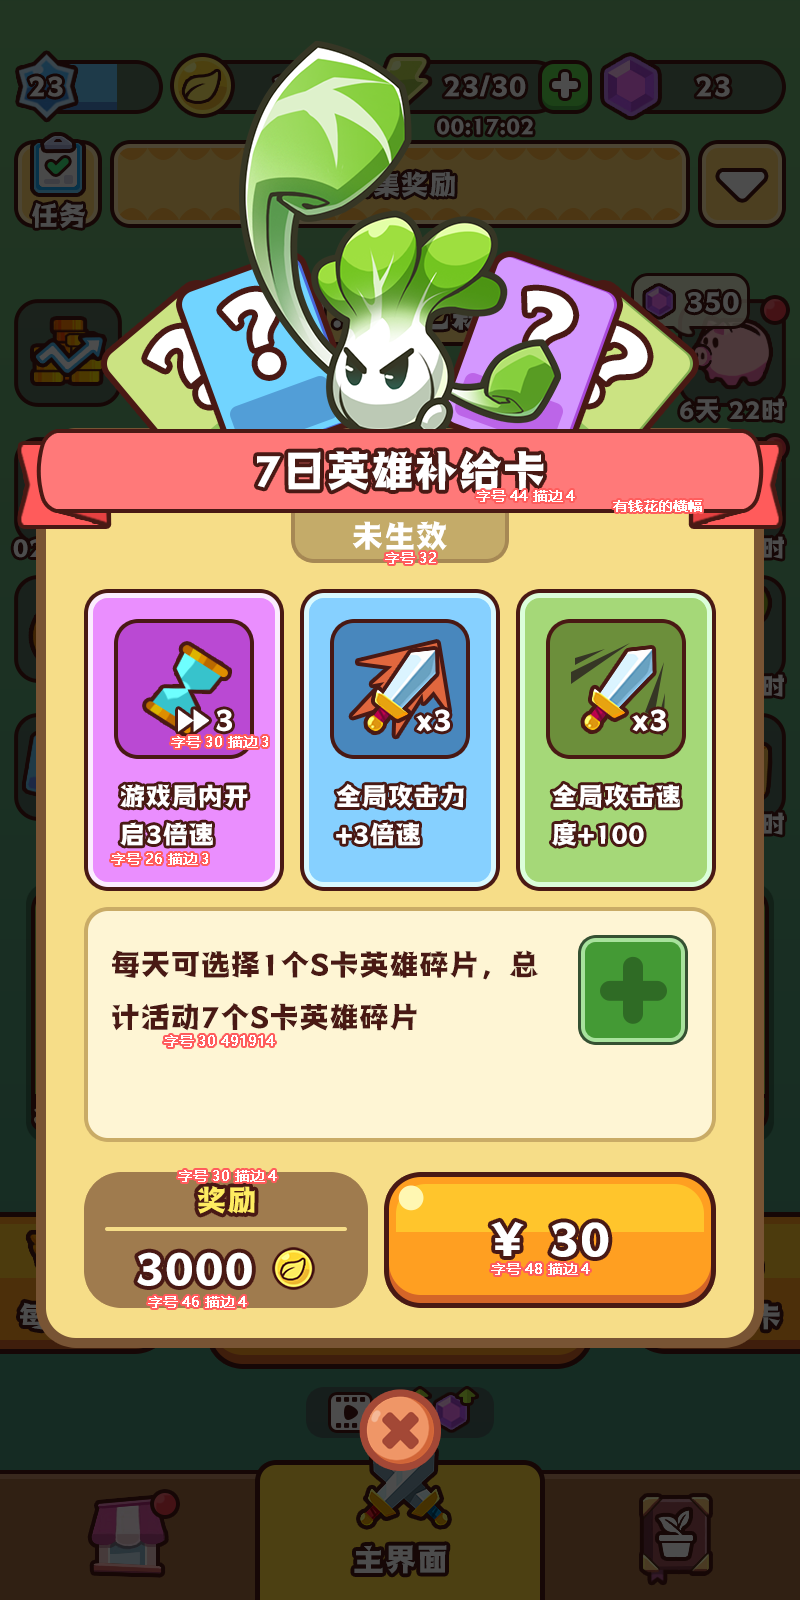 23
23/30
23
00:17:02
任务
集奖励
350
6天 22时
7日英雄补给卡
字号 44 描边 4
有钱花的横幅
未生效
字号 32
02
时
3
x3
x3
字号 30 描边 3
时
游戏局内开
启3倍速
全局攻击力
+3倍速
全局攻击速
度+100
时
字号 26 描边 3
每天可选择1个S卡英雄碎片，总
计活动7个S卡英雄碎片
字号 30 491914
字号 30 描边 4
奖励
¥ 30
字号 48 描边 4
3000
字号 46 描边 4
每
卡
主界面